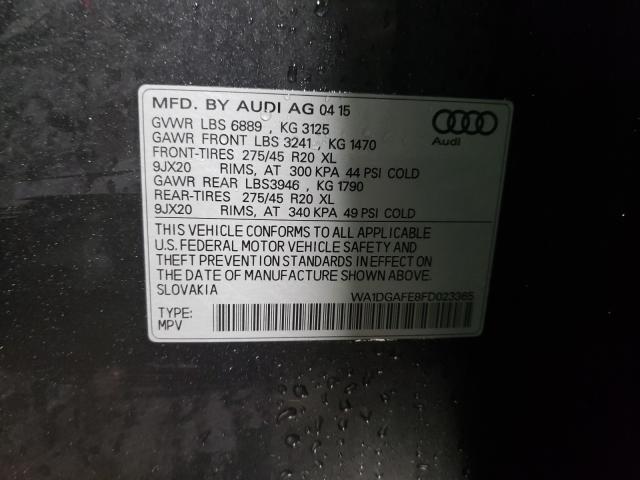 MFD. BY AUDI AG 04 15
GVWR LBS 6889 , KG 3125
GAWR FRONT LBS 3241 , KG 1470
FRONT-TIRES 275/45 R20 XL
9JX20 RIMS, AT 300 KPA 44 PSI COLD
GAWR REAR LBS3946 , KG 1790
REAR-TIRES 275/45 R20 XL
9JX20 RIMS, AT 340 KPA 49 PSI COLD
Audi
THIS VEHICLE CONFORMS TO ALL APPLICABLE
U.S. FEDERAL MOTOR VEHICLE SAFETY AND
THEFT PREVENTION STANDARDS IN EFFECT ON
THE DATE OF MANUFACTURE SHOWN ABOVE.
SLOVAKIA
WA1DGAFE8FD023365
TYPE:
MPV